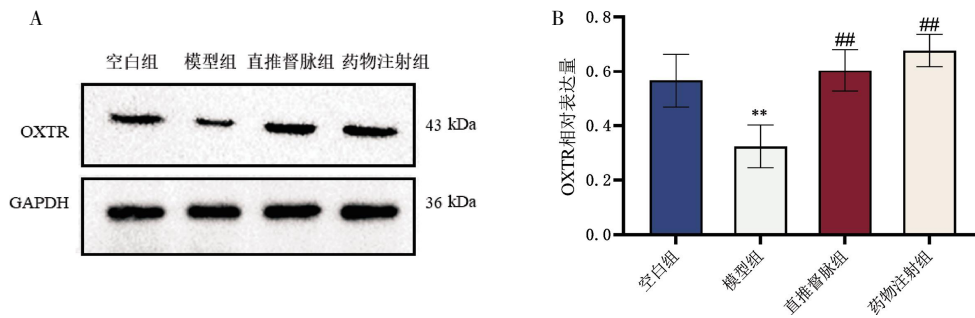 A
空白组 模型组 直推督脉组 药物注射组
OXTR
43 kDa
GAPDH
36 kDa
B
OXTR相对表达量
0.8
0.6
0.4
0.2
0.0
**
##
##
空白组
模型组
直推督脉组
药物注射组